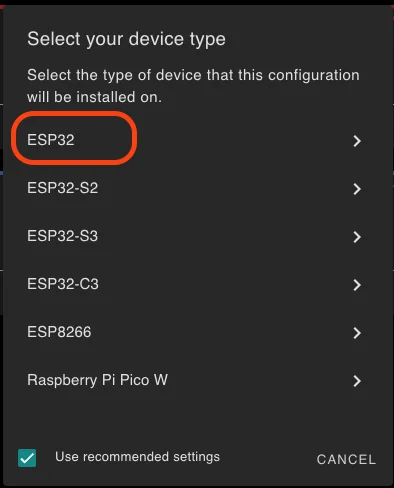 Select your device type
Select the type of device that this configuration
will be installed on.
ESP32
ESP32-S2
ESP32-S3
ESP32-C3
ESP8266
Raspberry Pi Pico W
Use recommended settings
CANCEL